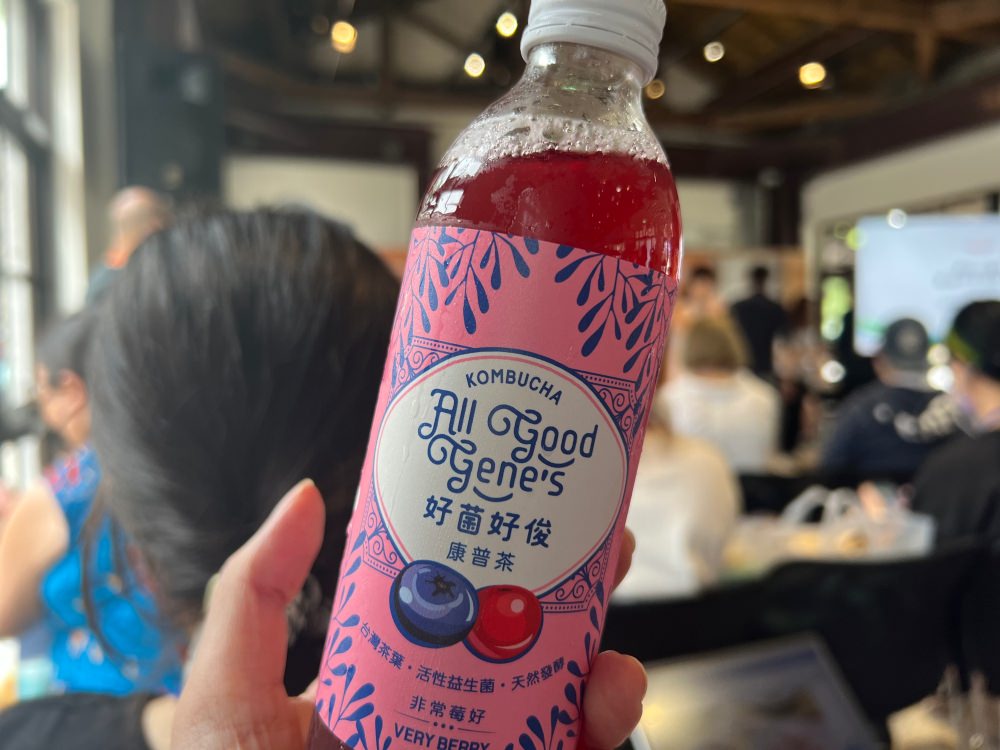 KOMBUCHA
All Good
Gene's
好菌好俊
康普茶
台灣茶葉・活性益生菌・天然發酵
非常莓好
VERY BERRY